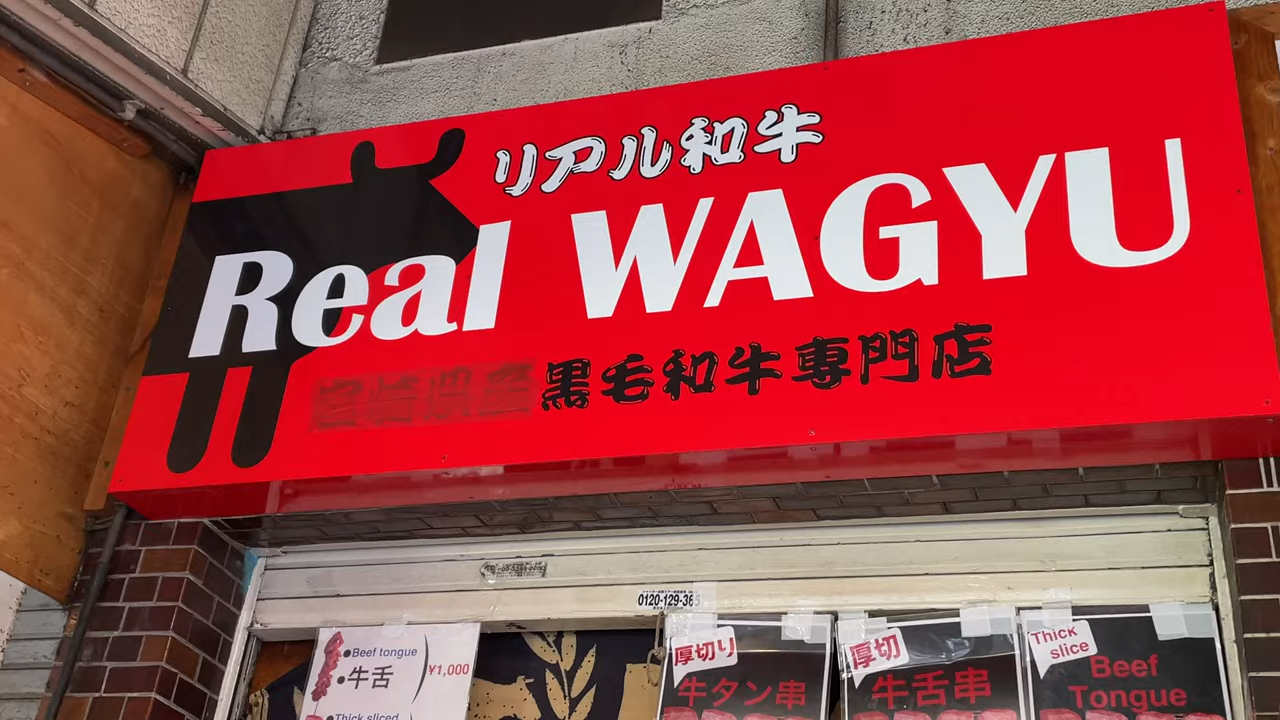 リアル和牛
Real WAGYU
黒毛和牛専門店
0120-129-365
●Beef tongue
●牛舌
¥1,000
●Thick sliced
厚切り
牛タン串
厚切
牛舌串
Thick
slice
Beef
Tongue